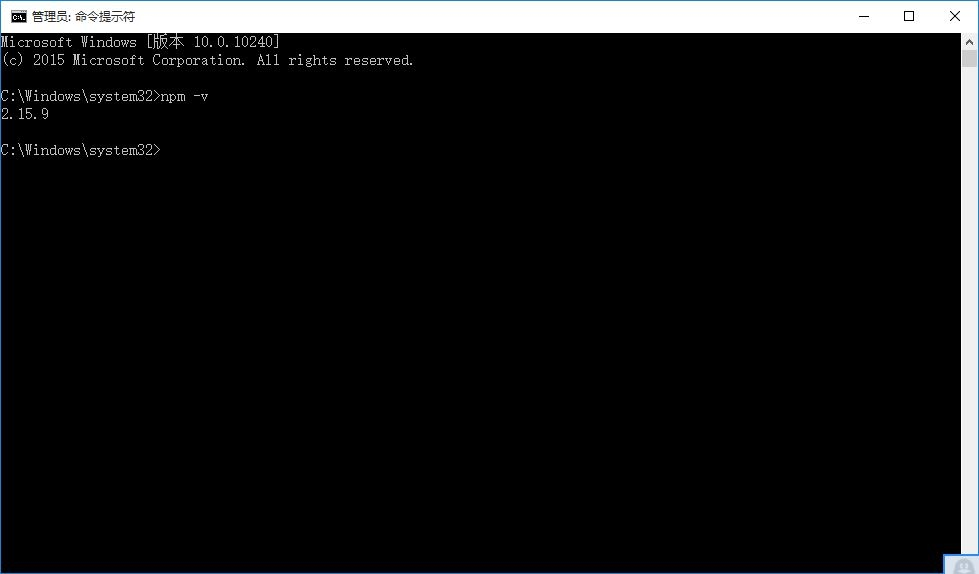 管理员: 命令提示符
Microsoft Windows [版本 10.0.10240]
(c) 2015 Microsoft Corporation. All rights reserved.
C:\Windows\system32>npm -v
2.15.9
C:\Windows\system32>